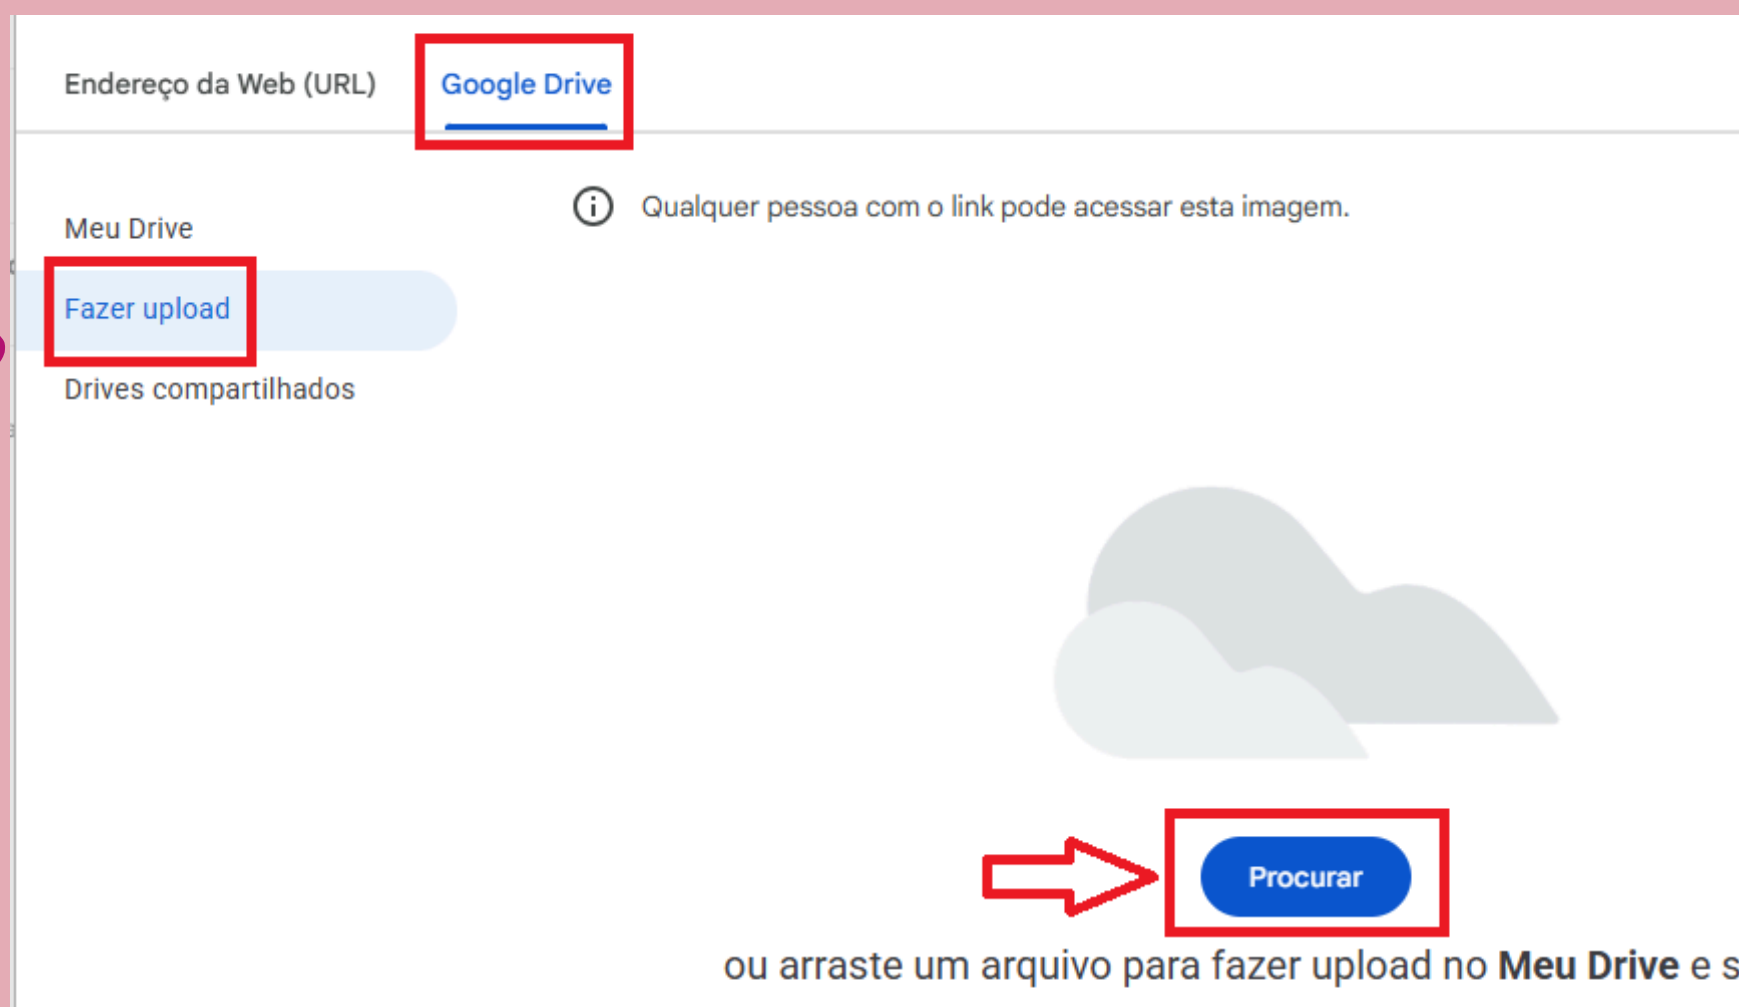 Endereço da Web (URL) Google Drive
Qualquer pessoa com o link pode acessar esta imagem.
Meu Drive
Fazer upload
Drives compartilhados
Procurar
ou arraste um arquivo para fazer upload no Meu Drive e s